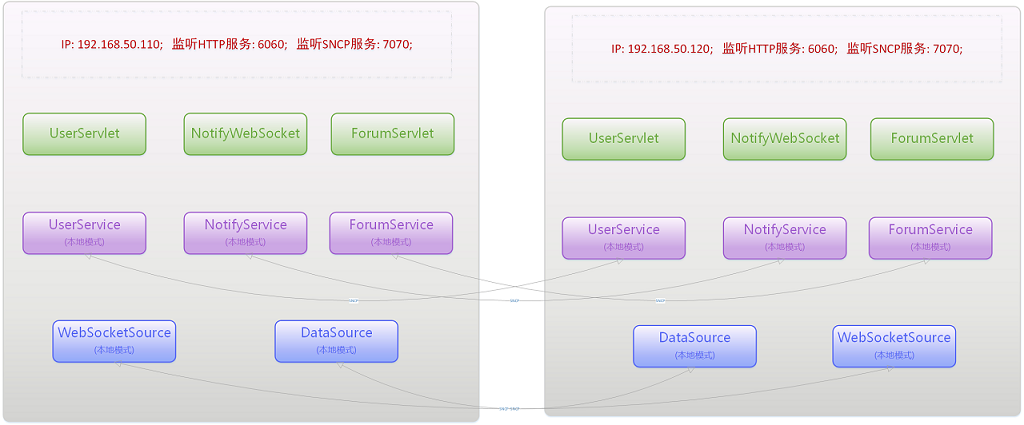 IP: 192.168.50.110; 监听HTTP服务: 6060; 监听SNCP服务: 7070;
UserServlet
NotifyWebSocket
ForumServlet
UserService
(本地模式)
NotifyService
(本地模式)
ForumService
(本地模式)
WebSocketSource
(本地模式)
DataSource
(本地模式)
IP: 192.168.50.120; 监听HTTP服务: 6060; 监听SNCP服务: 7070;
UserServlet
NotifyWebSocket
ForumServlet
UserService
(本地模式)
NotifyService
(本地模式)
ForumService
(本地模式)
DataSource
(本地模式)
WebSocketSource
(本地模式)